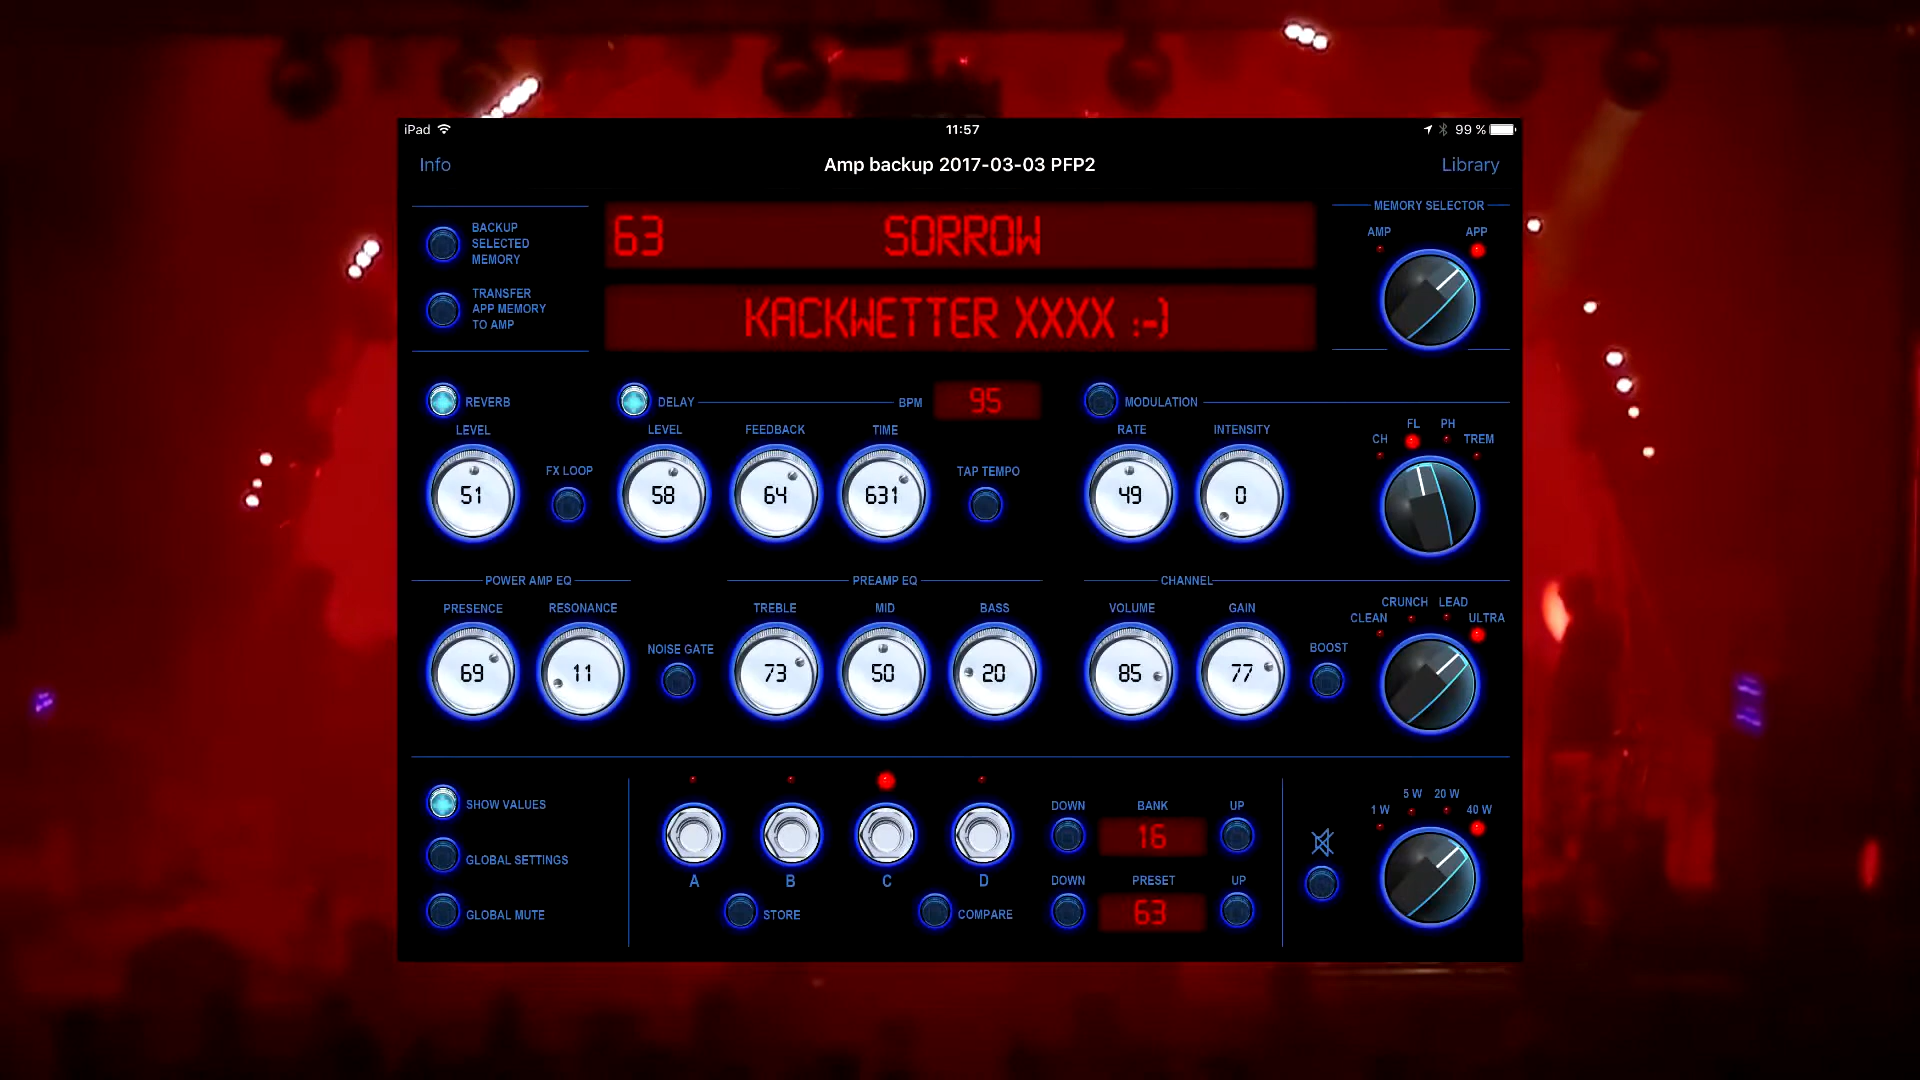 iPad 11:57 99 %
Info Amp backup 2017-03-03 PFP2 Library
BACKUP
SELECTED
MEMORY
TRANSFER
APP MEMORY
TO AMP
63 SORROW
KACKWETTER XXXX :-)
MEMORY SELECTOR
AMP APP
REVERB
LEVEL
51
FX LOOP
DELAY BPM 95
LEVEL FEEDBACK TIME
58 64 631
TAP TEMPO
MODULATION
RATE INTENSITY
49 0
CH FL PH TREM
POWER AMP EQ
PRESENCE RESONANCE
69 11
NOISE GATE
PREAMP EQ
TREBLE MID BASS
73 50 20
CHANNEL
VOLUME GAIN
85 77
BOOST
CLEAN CRUNCH LEAD ULTRA
SHOW VALUES
GLOBAL SETTINGS
GLOBAL MUTE
A B C D
STORE COMPARE
DOWN BANK UP
16
DOWN PRESET UP
63
1 W 5 W 20 W 40 W